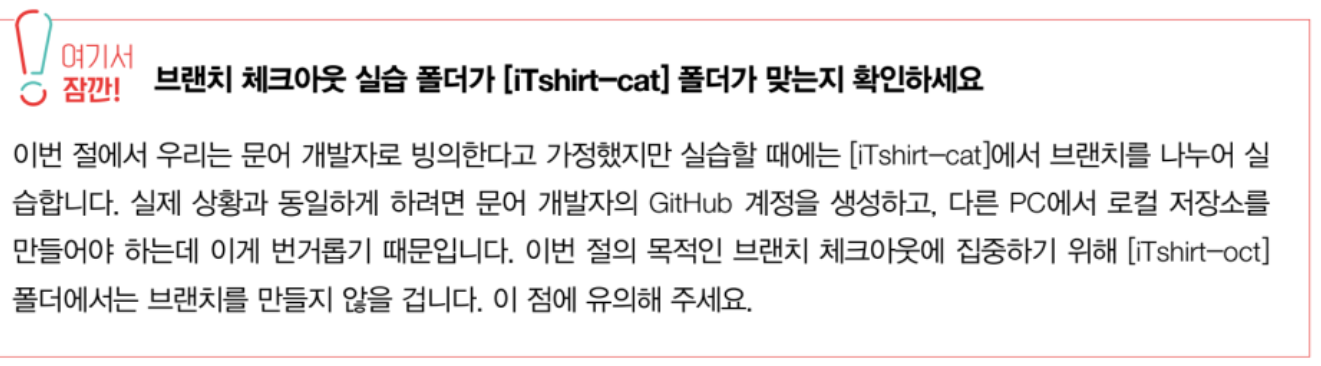 여기서
잠깐!
브랜치 체크아웃 실습 폴더가 [iTshirt-cat] 폴더가 맞는지 확인하세요
이번 절에서 우리는 문어 개발자로 빙의한다고 가정했지만 실습할 때에는 [iTshirt-cat]에서 브랜치를 나누어 실
습합니다. 실제 상황과 동일하게 하려면 문어 개발자의 GitHub 계정을 생성하고, 다른 PC에서 로컬 저장소를
만들어야 하는데 이게 번거롭기 때문입니다. 이번 절의 목적인 브랜치 체크아웃에 집중하기 위해 [iTshirt-oct]
폴더에서는 브랜치를 만들지 않을 겁니다. 이 점에 유의해 주세요.